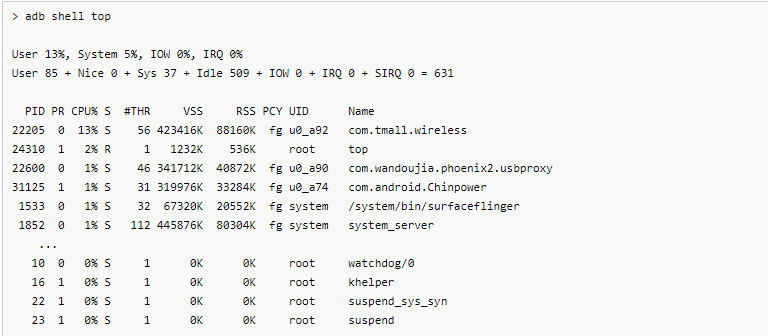 > adb shell top
User 13%, System 5%, IOW 0%, IRQ 0%
User 85 + Nice 0 + Sys 37 + Idle 509 + IOW 0 + IRQ 0 + SIRQ 0 = 631
PID PR CPU% S #THR VSS RSS PCY UID Name
22205 0 13% S 56 423416K 88160K fg u0_a92 com.tmall.wireless
24310 1 2% R 1 1232K 536K root top
22600 0 1% S 46 341712K 40872K fg u0_a90 com.wandoujia.phoenix2.usbproxy
31125 1 1% S 31 319976K 33284K fg u0_a74 com.android.Chinpower
1533 0 1% S 32 67320K 20552K fg system /system/bin/surfaceflinger
1852 0 1% S 112 445876K 80304K fg system system_server
...
10 0 0% S 1 0K 0K root watchdog/0
16 1 0% S 1 0K 0K root khelper
22 1 0% S 1 0K 0K root suspend_sys_syn
23 1 0% S 1 0K 0K root suspend